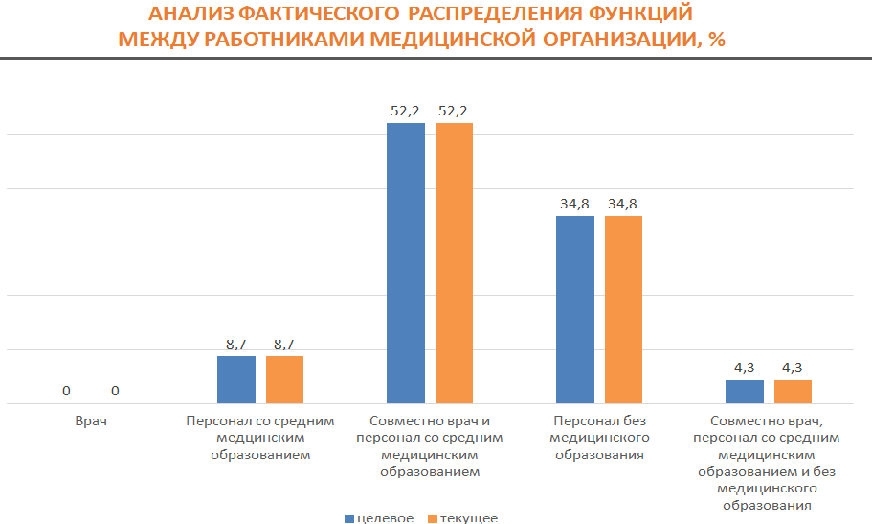 АНАЛИЗ ФАКТИЧЕСКОГО РАСПРЕДЕЛЕНИЯ ФУНКЦИЙ
МЕЖДУ РАБОТНИКАМИ МЕДИЦИНСКОЙ ОРГАНИЗАЦИИ, %
0 0
8,7 8,7
52,2 52,2
34,8 34,8
4,3 4,3
Врач
Персонал со средним
медцинским
образованием
Совместно врач и
персонал со средним
медицинским
образованием
Персонал без
медицинского
образования
Совместно врач,
персонал со средним
медицинским
образованием и без
медицинского
образования
целевое текущее